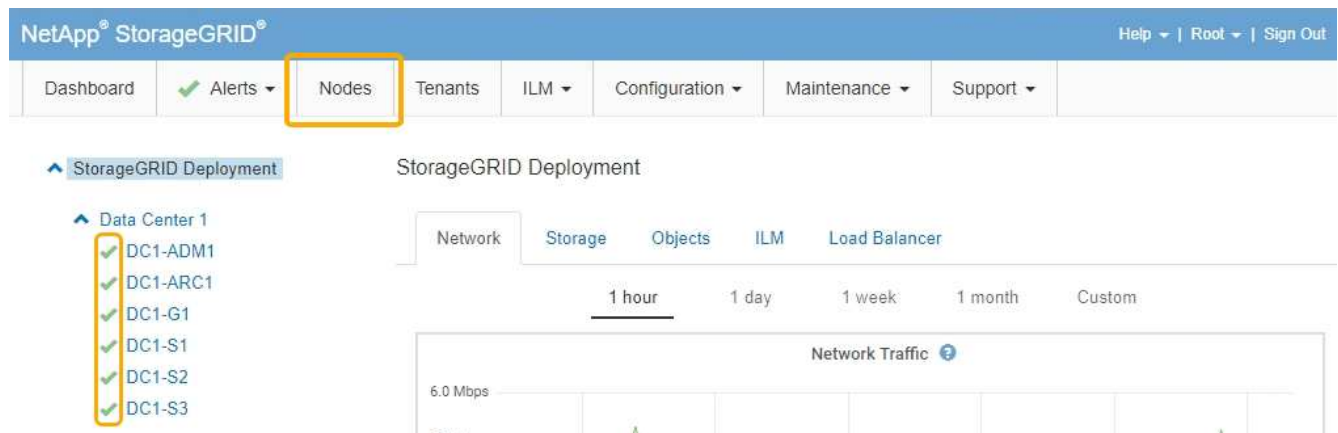 NetApp® StorageGRID®
Help | Root | Sign Out
Dashboard Alerts Nodes Tenants ILM Configuration Maintenance Support
StorageGRID Deployment
StorageGRID Deployment
Data Center 1
Network Storage Objects ILM Load Balancer
DC1-ADM1
DC1-ARC1
1 hour 1 day 1 week 1 month Custom
DC1-G1
DC1-S1
Network Traffic ?
DC1-S2
6.0 Mbps
DC1-S3